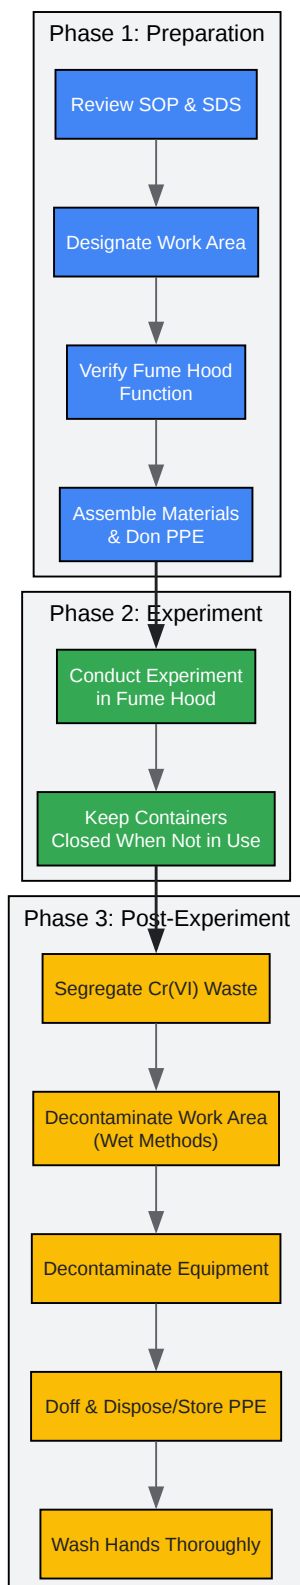 Phase 1: Preparation
Review SOP & SDS
Designate Work Area
Verify Fume Hood
Function
Assemble Materials
& Don PPE
Phase 2: Experiment
Conduct Experiment
in Fume Hood
Keep Containers
Closed When Not in Use
Phase 3: Post-Experiment
Segregate Cr(VI) Waste
Decontaminate Work Area
(Wet Methods)
Decontaminate Equipment
Doff & Dispose/Store PPE
Wash Hands Thoroughly